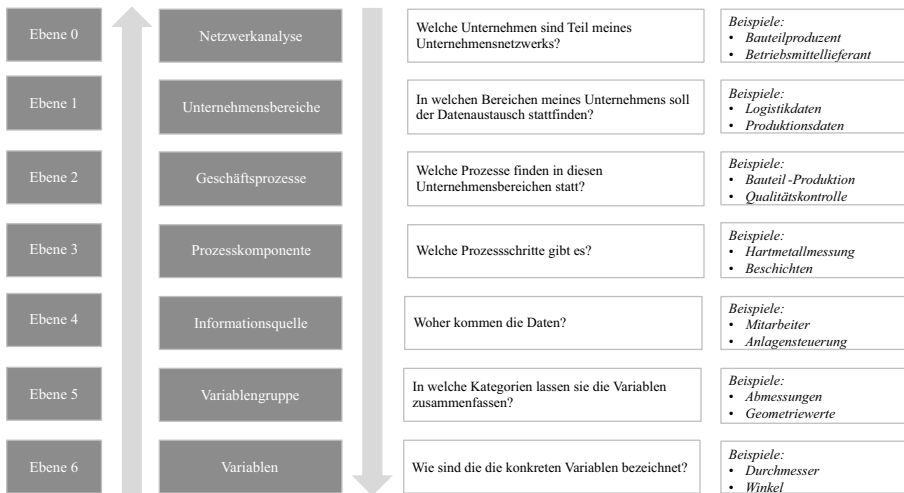 Ebene 0
Netzwerkanalyse
Welche Unternehmen sind Teil meines
Unternehmensnetzwerks?
Beispiele:
• Bauteilproduzent
• Betriebsmittellieferant
Ebene 1
Unternehmensbereiche
In welchen Bereichen meines Unternehmens soll
der Datenaustausch stattfinden?
Beispiele:
• Logistikdaten
• Produktionsdaten
Ebene 2
Geschäftsprozesse
Welche Prozesse finden in diesen
Unternehmensbereichen statt?
Beispiele:
• Bauteil-Produktion
• Qualitätskontrolle
Ebene 3
Prozesskomponente
Welche Prozessschritte gibt es?
Beispiele:
• Hartmetallmessung
• Beschichten
Ebene 4
Informationsquelle
Woher kommen die Daten?
Beispiele:
• Mitarbeiter
• Anlagensteuerung
Ebene 5
Variablengruppe
In welche Kategorien lassen sie die Variablen
zusammenfassen?
Beispiele:
• Abmessungen
• Geometriewerte
Ebene 6
Variablen
Wie sind die die konkreten Variablen bezeichnet?
Beispiele:
• Durchmesser
• Winkel